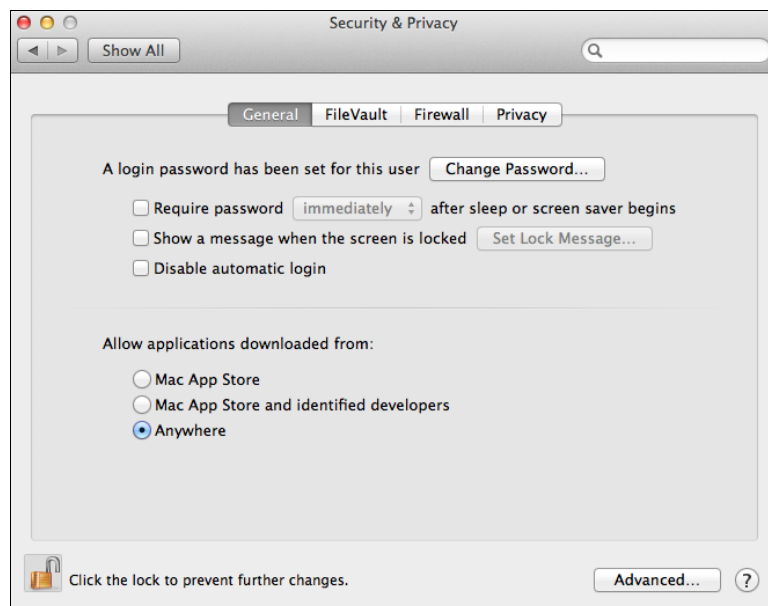 Security & Privacy
Show All
General FileVault Firewall Privacy
A login password has been set for this user Change Password...
Require password immediately after sleep or screen saver begins
Show a message when the screen is locked Set Lock Message...
Disable automatic login
Allow applications downloaded from:
Mac App Store
Mac App Store and identified developers
Anywhere
Click the lock to prevent further changes. Advanced... ?